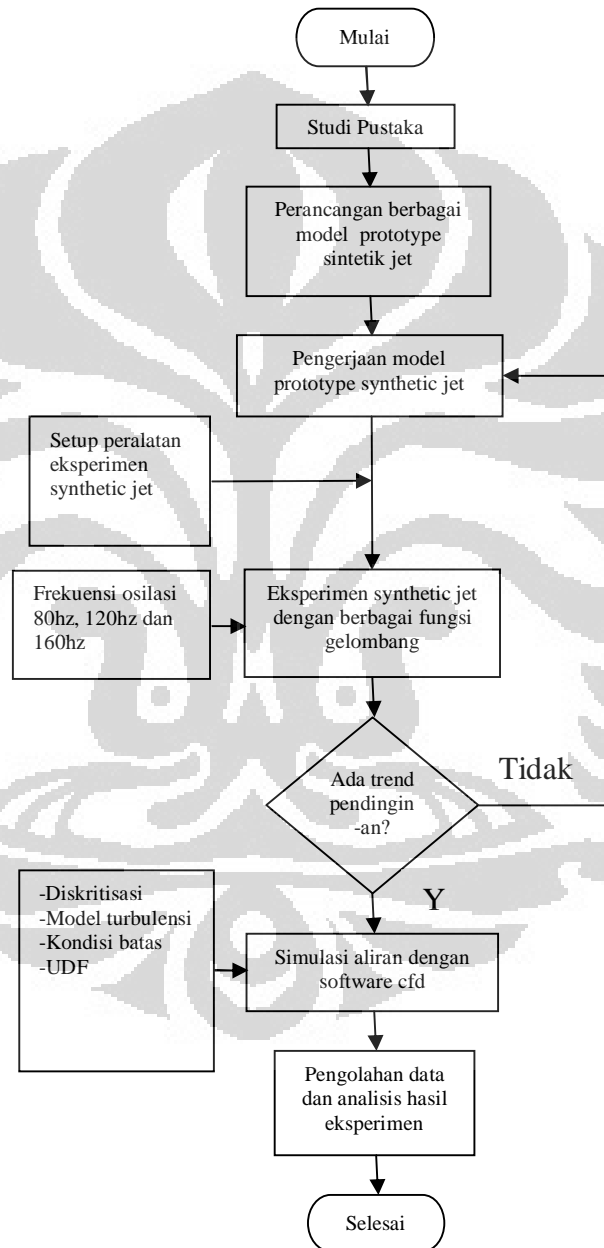 Mulai
Studi Pustaka
Perancangan berbagai
model prototype
sintetik jet
Pengerjaan model
prototype synthetic jet
Setup peralatan
eksperimen
synthetic jet
Frekuensi osilasi
80hz, 120hz dan
160hz
Eksperimen synthetic jet
dengan berbagai fungsi
gelombang
Ada trend
pendingin
-an?
Tidak
Y
-Diskritisasi
-Model turbulensi
-Kondisi batas
-UDF
Simulasi aliran dengan
software cfd
Pengolahan data
dan analisis hasil
eksperimen
Selesai